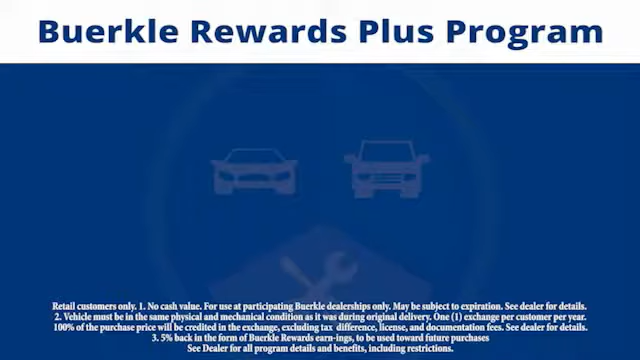 Buerkle Rewards Plus Program
Retail customers only. 1. No cash value. For use at participating Buerkle dealerships only. May be subject to expiration. See dealer for details.
2. Vehicle must be in the same physical and mechanical condition as it was during original delivery. One (1) exchange per customer per year.
100% of the purchase price will be credited in the exchange, excluding tax difference, license, and documentation fees. See dealer for details.
3. 5% back in the form of Buerkle Rewards earn-ings, to be used toward future purchases
See Dealer for all program details and benefits, including restrictions.